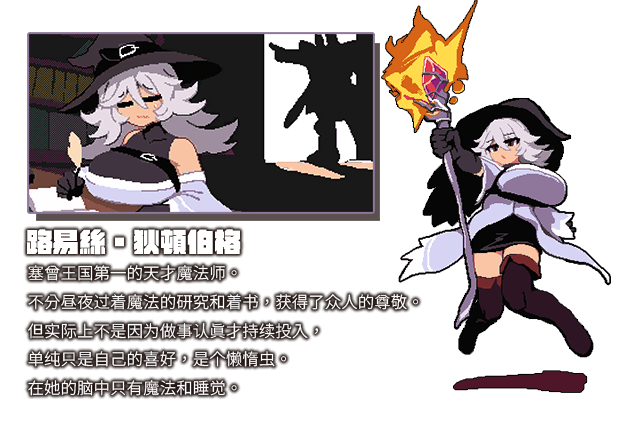 路易絲·狄頓伯格
塞曾王国第一的天才魔法师。
不分昼夜过着魔法的研究和着书，获得了众人的尊敬。
但实际上不是因为做事认真才持续投入，
单纯只是自己的喜好，是个懒惰虫。
在她的脑中只有魔法和睡觉。